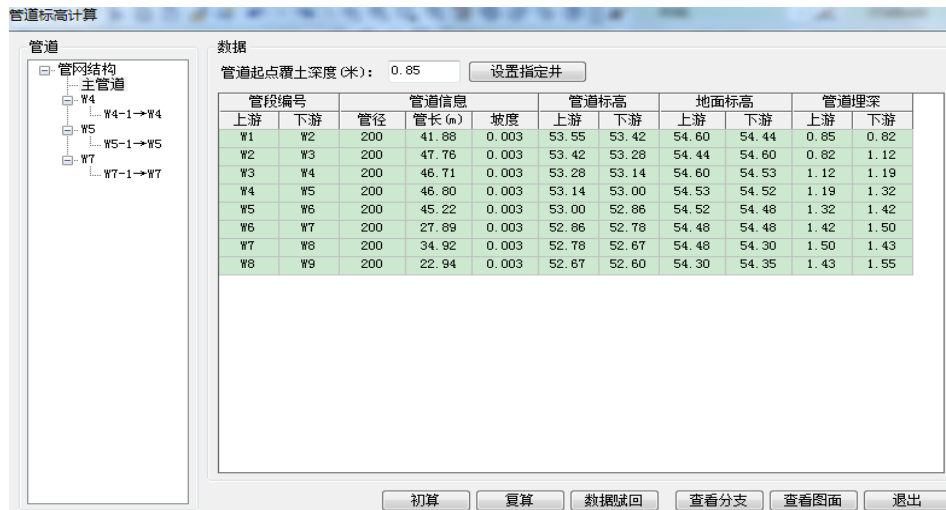 管道标高计算
管道
管网结构
主管道
W4
W4-1→W4
W5
W5-1→W5
W7
W7-1→W7
数据
管道起点覆土深度(米): 0.85 设置指定井
管段编号 管道信息 管道标高 地面标高 管道埋深
上游 下游 管径 管长(m) 坡度 上游 下游 上游 下游 上游 下游
W1 W2 200 41.88 0.003 53.55 53.42 54.60 54.44 0.85 0.82
W2 W3 200 47.76 0.003 53.42 53.28 54.44 54.60 0.82 1.12
W3 W4 200 46.71 0.003 53.28 53.14 54.60 54.53 1.12 1.19
W4 W5 200 46.80 0.003 53.14 53.00 54.53 54.52 1.19 1.32
W5 W6 200 45.22 0.003 53.00 52.86 54.52 54.48 1.32 1.42
W6 W7 200 27.89 0.003 52.86 52.78 54.48 54.48 1.42 1.50
W7 W8 200 34.92 0.003 52.78 52.67 54.48 54.30 1.50 1.43
W8 W9 200 22.94 0.003 52.67 52.60 54.30 54.35 1.43 1.55
初算 复算 数据赋回 查看分支 查看图面 退出